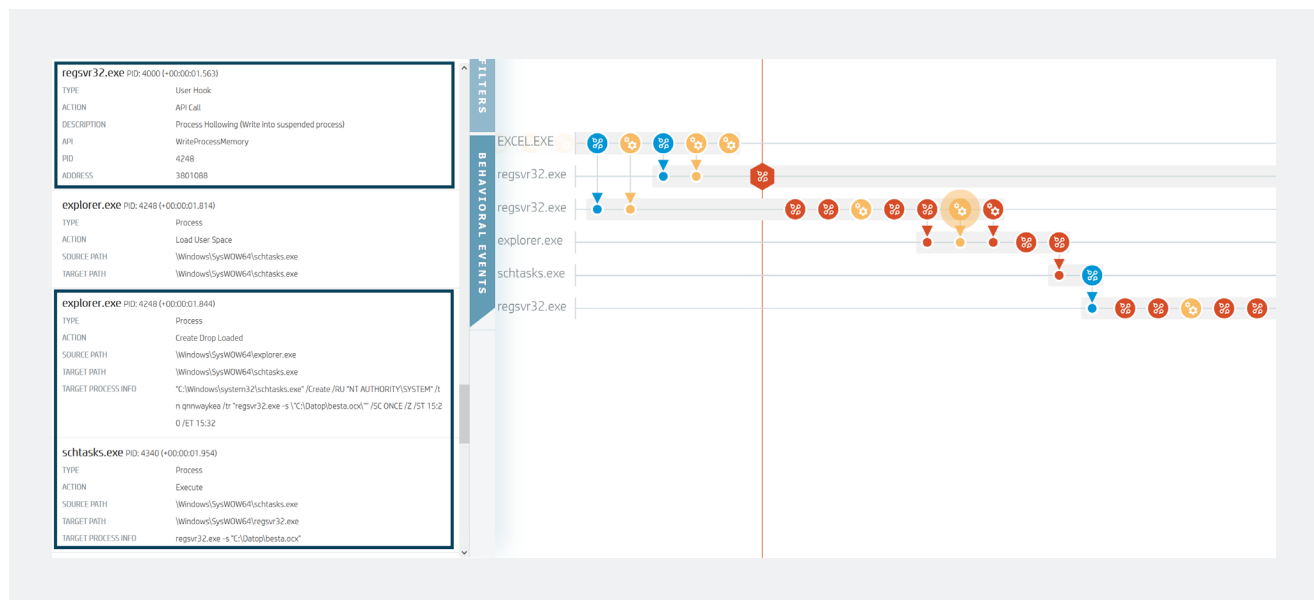 regsvr32.exe PID: 4000 (+00:00:01.563)
TYPE User Hook
ACTION API Call
DESCRIPTION Process Hollowing (Write into suspended process)
API WriteProcessMemory
PID 4248
ADDRESS 3801088
explorer.exe PID: 4248 (+00:00:01.814)
TYPE Process
ACTION Load User Space
SOURCE PATH \Windows\SysWOW64\schtasks.exe
TARGET PATH \Windows\SysWOW64\schtasks.exe
explorer.exe PID: 4248 (+00:00:01.844)
TYPE Process
ACTION Create Drop Loaded
SOURCE PATH \Windows\SysWOW64\explorer.exe
TARGET PATH \Windows\SysWOW64\schtasks.exe
TARGET PROCESS INFO "C:\Windows\system32\schtasks.exe" /Create /RU "NT AUTHORITY\SYSTEM" /t
n qnnwaykea /tr "regsvr32.exe -s \"C:\Datop\besta.ocx\"" /SC ONCE /Z /ST 15:2
0 /ET 15:32
schtasks.exe PID: 4340 (+00:00:01.954)
TYPE Process
ACTION Execute
SOURCE PATH \Windows\SysWOW64\schtasks.exe
TARGET PATH \Windows\SysWOW64\regsvr32.exe
TARGET PROCESS INFO regsvr32.exe -s "C:\Datop\besta.ocx"
FILTERS
BEHAVIORAL EVENTS
EXCEL.EXE
regsvr32.exe
regsvr32.exe
explorer.exe
schtasks.exe
regsvr32.exe